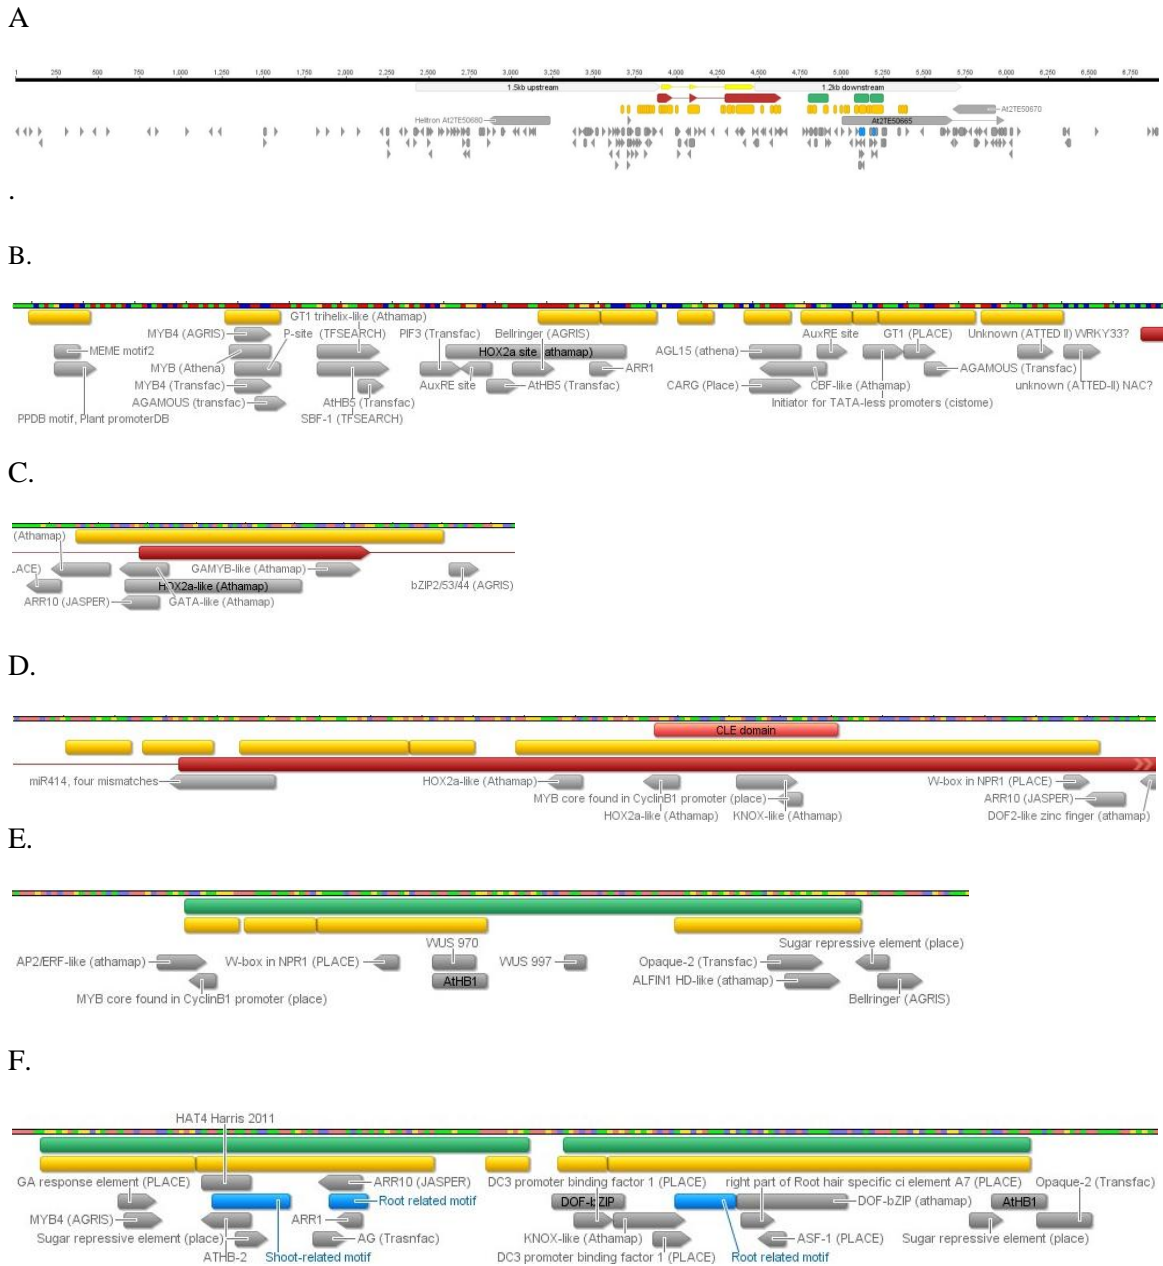 A
1 250 500 750 1,000 1,250 1,500 1,750 2,000 2,250 2,500 2,750 3,000 3,250 3,500 3,750 4,000 4,250 4,500 4,750 5,000 5,250 5,500 5,750 6,000 6,250 6,500 6,750
1.5kb upstream 1.2kb downstream
At2TE50670
Helitron At2TE50680 At2TE50665
.
B.
GT1 trihelix-like (Athamap)
MYB4 (AGRIS) P-site (TFSEARCH) PIF3 (Transfac) Bellringer (AGRIS) AuxRE site GT1 (PLACE) Unknown (ATTED II) WRKY33?
MEME motif2 HOX2a site (athamap) AGL15 (athena)
MYB (Athena) ARR1 AGAMOUS (Transfac)
MYB4 (Transfac) AuxRE site AtHB5 (Transfac) CARG (Place) CBF-like (Athamap) unknown (ATTED-II) NAC?
AGAMOUS (transfac) AtHB5 (Transfac) Initiator for TATA-less promoters (cistome)
PPDB motif, Plant promoterDB SBF-1 (TFSEARCH)
C.
(Athamap)
.ACE) GAMYB-like (Athamap)
HOX2a-like (Athamap) bZIP2/53/44 (AGRIS)
ARR10 (JASPER) GATA-like (Athamap)
D.
CLE domain
miR414, four mismatches HOX2a-like (Athamap) W-box in NPR1 (PLACE)
MYB core found in CyclinB1 promoter (place) ARR10 (JASPER)
HOX2a-like (Athamap) KNOX-like (Athamap) DOF2-like zinc finger (athamap)
E.
WUS 970 Sugar repressive element (place)
AP2/ERF-like (athamap) W-box in NPR1 (PLACE) WUS 997 Opaque-2 (Transfac)
AtHB1 ALFIN1 HD-like (athamap)
MYB core found in CyclinB1 promoter (place) Bellringer (AGRIS)
F.
HAT4 Harris 2011
GA response element (PLACE) ARR10 (JASPER) DC3 promoter binding factor 1 (PLACE) right part of Root hair specific ci element A7 (PLACE) Opaque-2 (Transfac)
Root related motif DOF-bZIP DOF-bZIP (athamap) AtHB1
MYB4 (AGRIS) ARR1
Sugar repressive element (place) AG (Trasnfac) KNOX-like (Athamap) ASF-1 (PLACE) Sugar repressive element (place)
ATHB-2 Shoot-related motif DC3 promoter binding factor 1 (PLACE) Root related motif